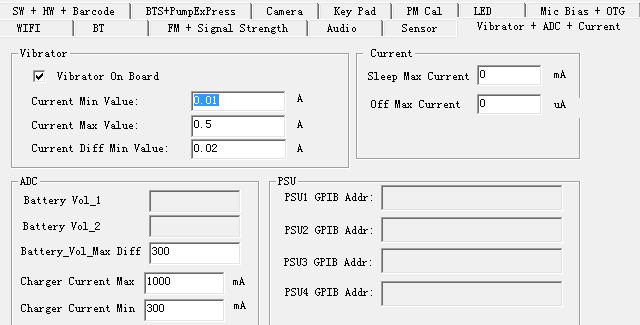 SW + HW + Barcode BTS+PumpExPress Camera Key Pad PM Cal LED Mic Bias + OTG
WIFI BT FM + Signal Strength Audio Sensor Vibrator + ADC + Current
Vibrator
Vibrator On Board
Current Min Value: 0.01 A
Current Max Value: 0.5 A
Current Diff Min Value: 0.02 A
Current
Sleep Max Current 0 mA
Off Max Current 0 uA
ADC
Battery Vol_1
Battery Vol_2
Battery_Vol_Max Diff 300
Charger Current Max 1000 mA
Charger Current Min 300 mA
PSU
PSU1 GPIB Addr:
PSU2 GPIB Addr:
PSU3 GPIB Addr:
PSU4 GPIB Addr: